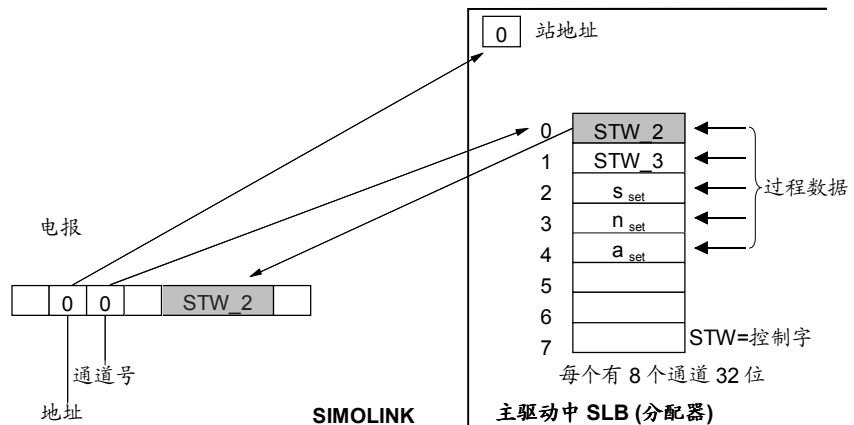 0 站地址
0 STW_2
1 STW_3
2 s set
过程数据
3 n set
4 a set
5
6
7
STW=控制字
每个有 8 个通道 32 位
主驱动中 SLB (分配器)
电报
0 0 STW_2
通道号
地址
SIMOLINK